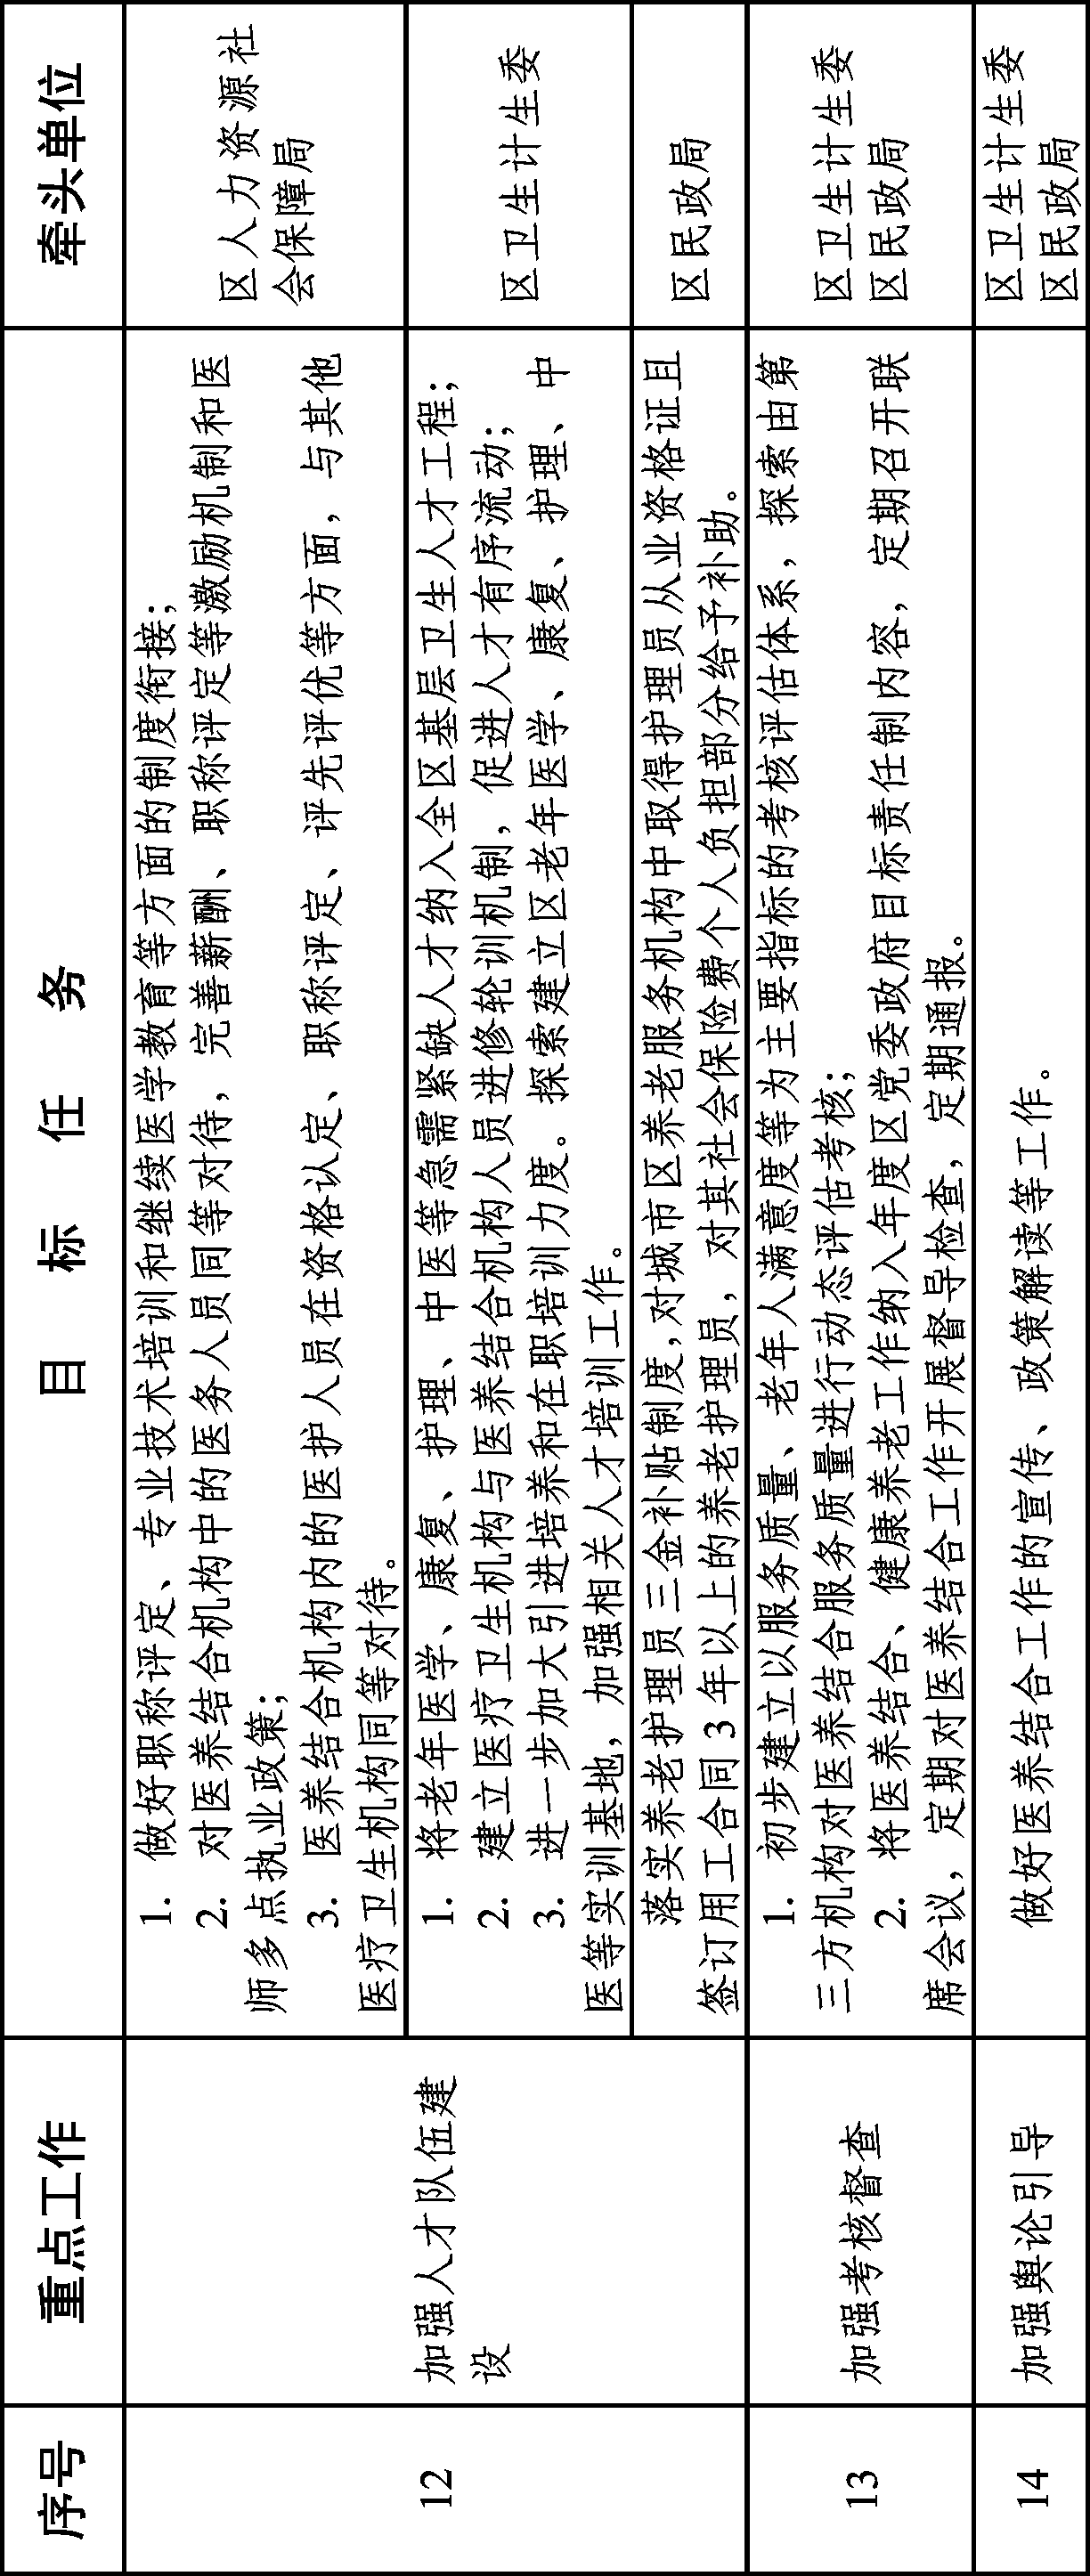 序号
重点工作
目 标 任 务
牵头单位
12
加强人才队伍建
设
1. 做好职称评定、专业技术培训和继续医学教育等方面的制度衔接；
2. 对医养结合机构中的医务人员同等对待，完善薪酬、职称评定等激励机制和医
师多点执业政策；
3. 医养结合机构内的医护人员在资格认定、职称评定、评先评优等方面，与其他
医疗卫生机构同等对待。
区人力资源社
会保障局
1. 将老年医学、康复、护理、中医等急需紧缺人才纳入全区基层卫生人才工程；
2. 建立医疗卫生机构与医养结合机构人员进修轮训机制，促进人才有序流动；
3. 进一步加大引进培养和在职培训力度。探索建立区老年医学、康复、护理、中
医等实训基地，加强相关人才培训工作。
区卫生计生委
落实养老护理员三金补贴制度，对城市区养老服务机构中取得护理员从业资格证且
签订用工合同3年以上的养老护理员，对其社会保险费个人负担部分给予补助。
区民政局
13
加强考核督查
1. 初步建立以服务质量、老年人满意度等为主要指标的考核评估体系，探索由第
三方机构对医养结合服务质量进行动态评估考核；
2. 将医养结合、健康养老工作纳入年度区党委政府目标责任制内容，定期召开联
席会议，定期对医养结合工作开展督导检查，定期通报。
区卫生计生委
区民政局
14
加强舆论引导
做好医养结合工作的宣传、政策解读等工作。
区卫生计生委
区民政局